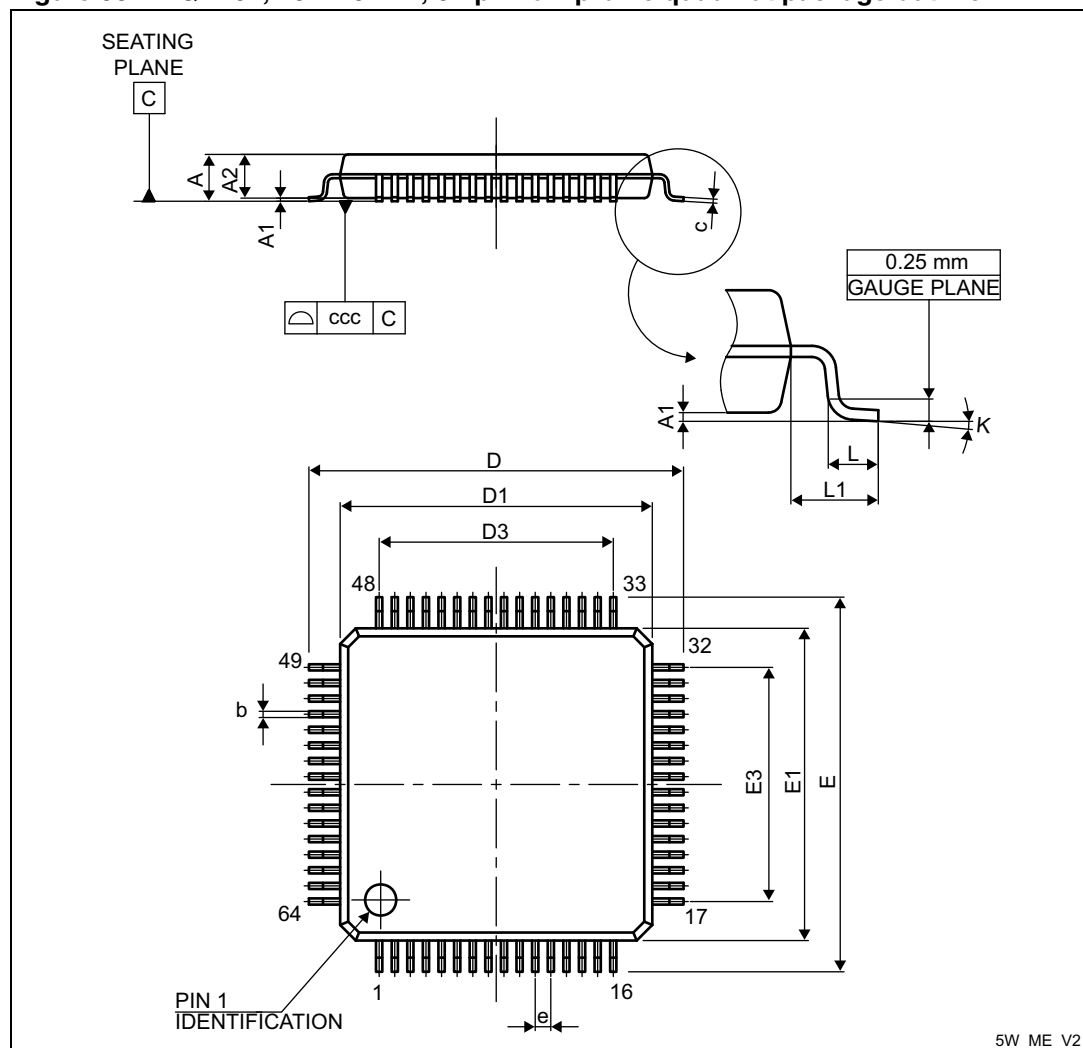 SEATING
PLANE
C
A
A2
A1
c
0.25 mm
GAUGE PLANE
ccc C
A1
K
L
L1
D
D1
D3
48
33
49
32
b
E3
E1
E
64
17
PIN 1
IDENTIFICATION
1
16
e
5W_ME_V2